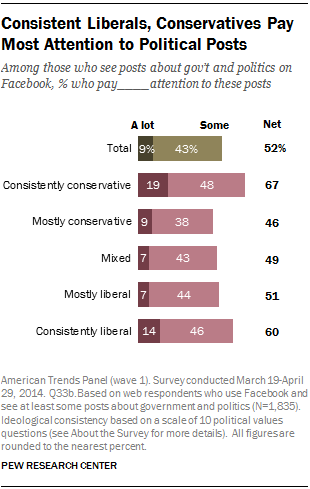 Consistent Liberals, Conservatives Pay
Most Attention to Political Posts
Among those who see posts about gov't and politics on
Facebook, % who pay____attention to these posts
A lot Some Net
Total 9% 43% 52%
Consistently conservative 19 48 67
Mostly conservative 9 38 46
Mixed 7 43 49
Mostly liberal 7 44 51
Consistently liberal 14 46 60
American Trends Panel (wave 1). Survey conducted March 19-April
29, 2014. Q33b. Based on web respondents who use Facebook and
see at least some posts about government and politics (N=1,835).
Ideological consistency based on a scale of 10 political values
questions (see About the Survey for more details). All figures are
rounded to the nearest percent.
PEW RESEARCH CENTER